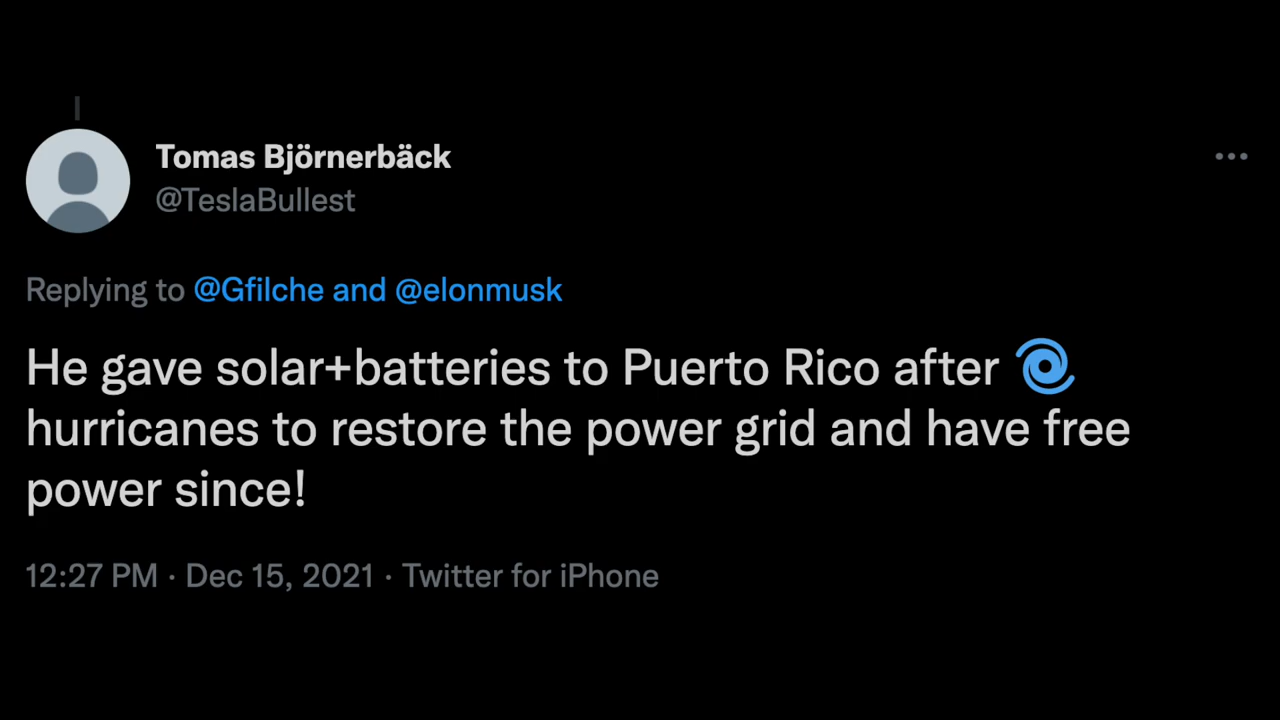 Tomas Björnerbäck
@TeslaBullest
Replying to @Gfilche and @elonmusk
He gave solar+batteries to Puerto Rico after 🌀
hurricanes to restore the power grid and have free
power since!
12:27 PM · Dec 15, 2021 · Twitter for iPhone